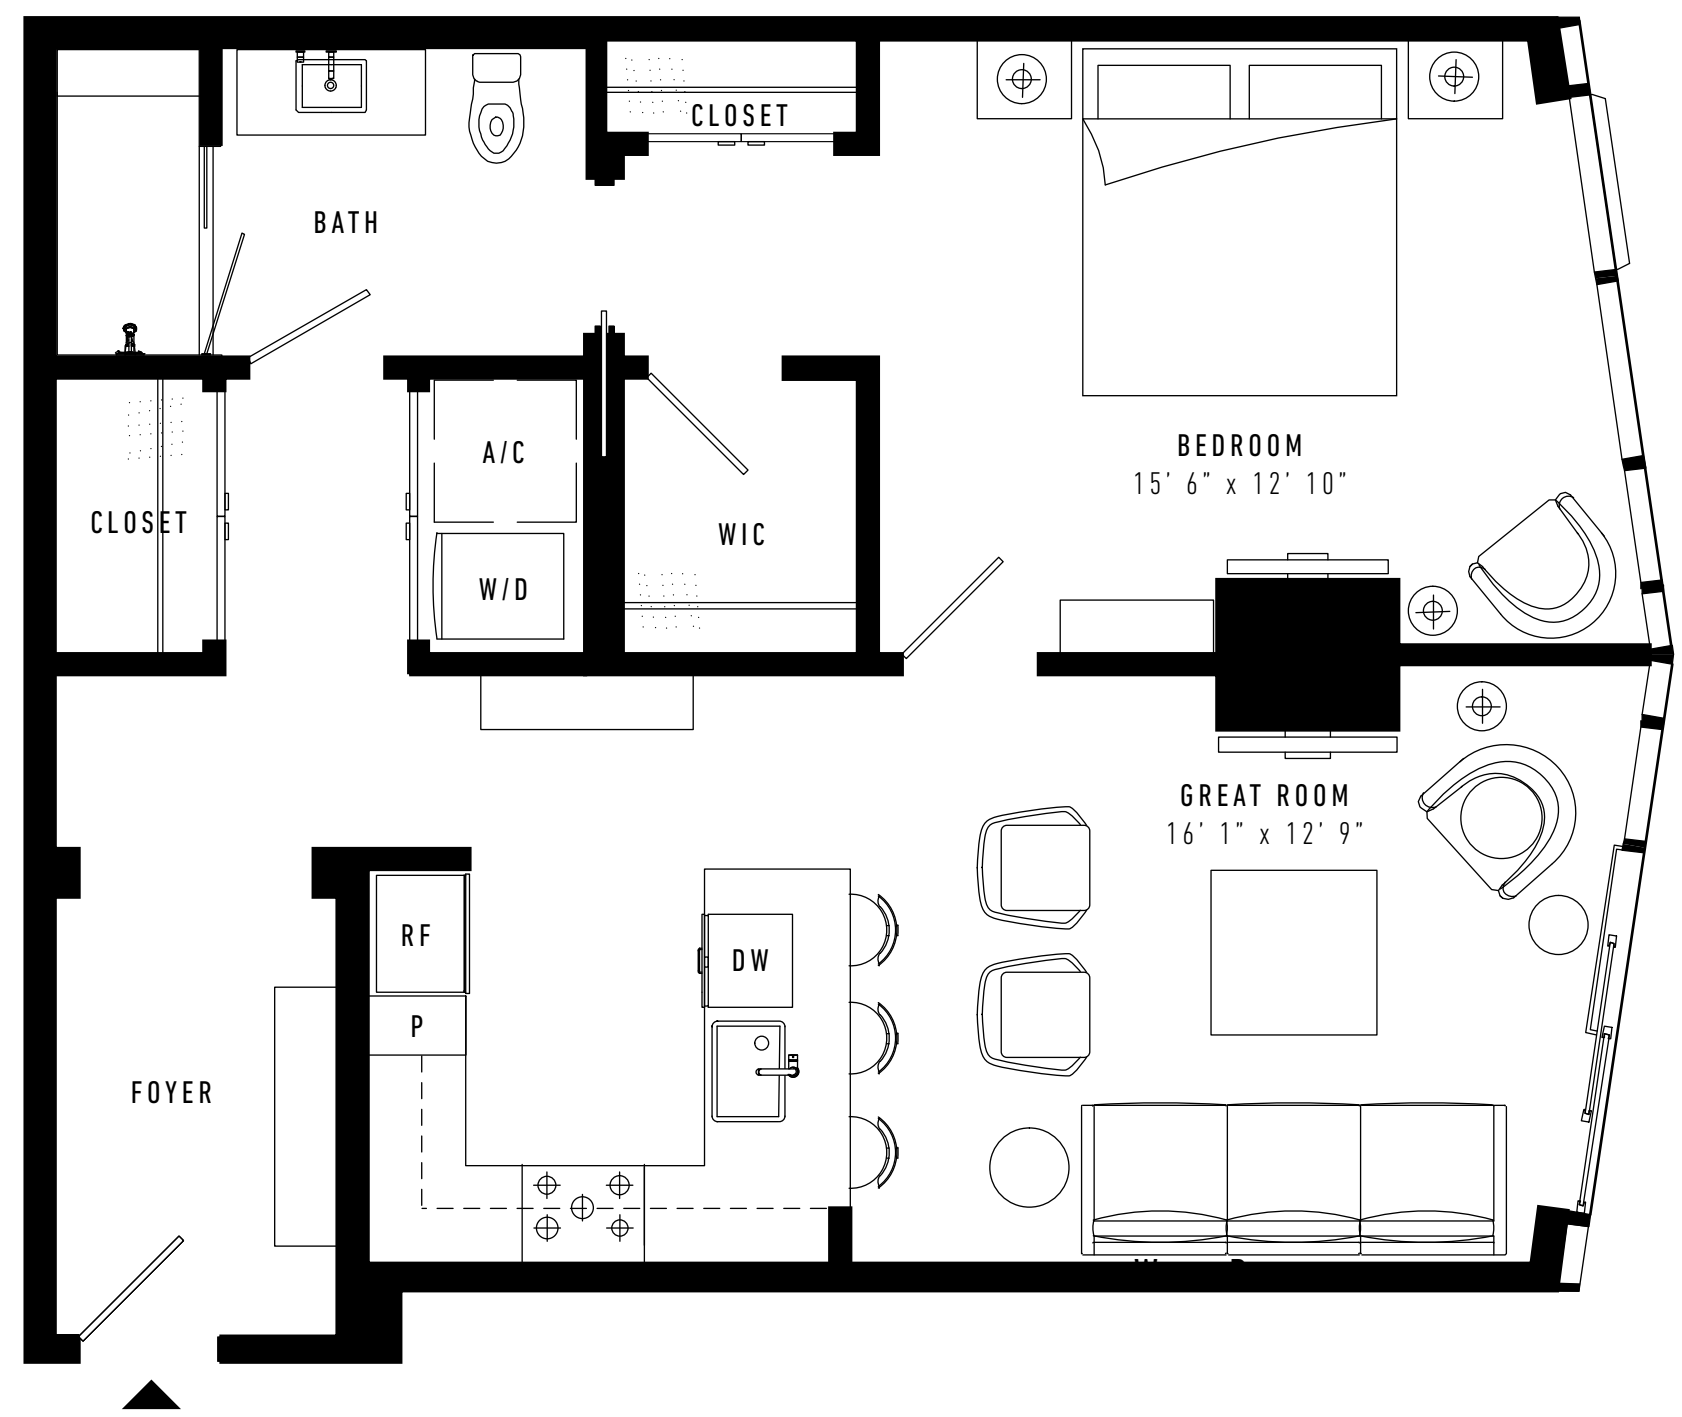 CLOSET
BATH
BEDROOM
15' 6" x 12' 10"
A/C
CLOSET
WIC
W/D
GREAT ROOM
16' 1" x 12' 9"
RF
DW
P
FOYER